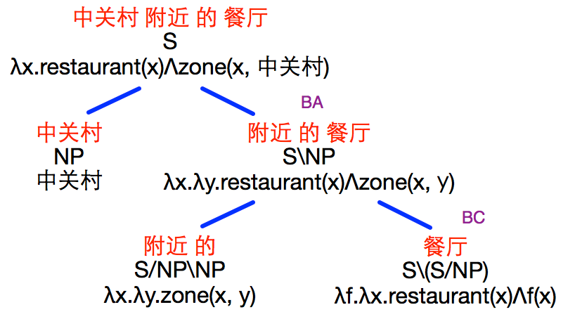 中关村 附近 的 餐厅
S
λx.restaurant(x)Λzone(x, 中关村)
BA
中关村
NP
中关村
附近 的 餐厅
S\NP
λx.λy.restaurant(x)Λzone(x, y)
BC
附近 的
S/NP\NP
λx.λy.zone(x, y)
餐厅
S\(S/NP)
λf.λx.restaurant(x)Λf(x)